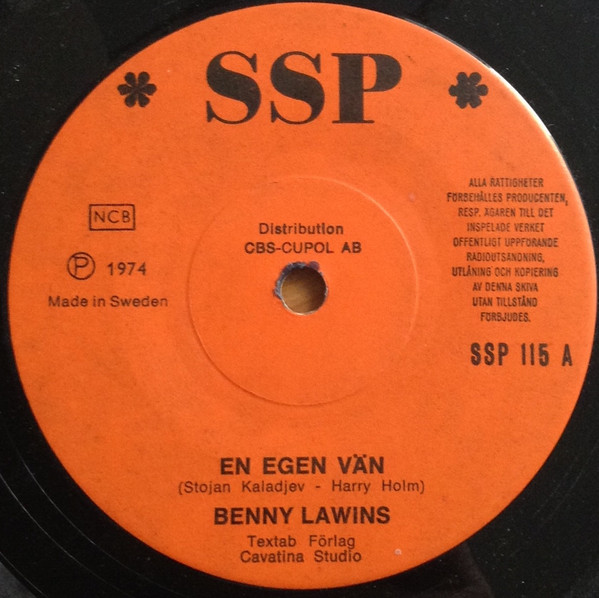 SSP
NCB
Ⓟ 1974
Made in Sweden
Distribution
CBS-CUPOL AB
ALLA RÄTTIGHETER
FÖRBEHÅLLES PRODUCENTEN,
RESP. ÄGAREN TILL DET
INSPELADE VERKET
OFFENTLIGT UPPFÖRANDE
RADIOUTSÄNDNING,
UTLÅNING OCH KOPIERING
AV DENNA SKIVA
UTAN TILLSTÅND
FÖRBJUDES.
SSP 115 A
EN EGEN VÄN
(Stojan Kaladjev - Harry Holm)
BENNY LAWINS
Textab Förlag
Cavatina Studio